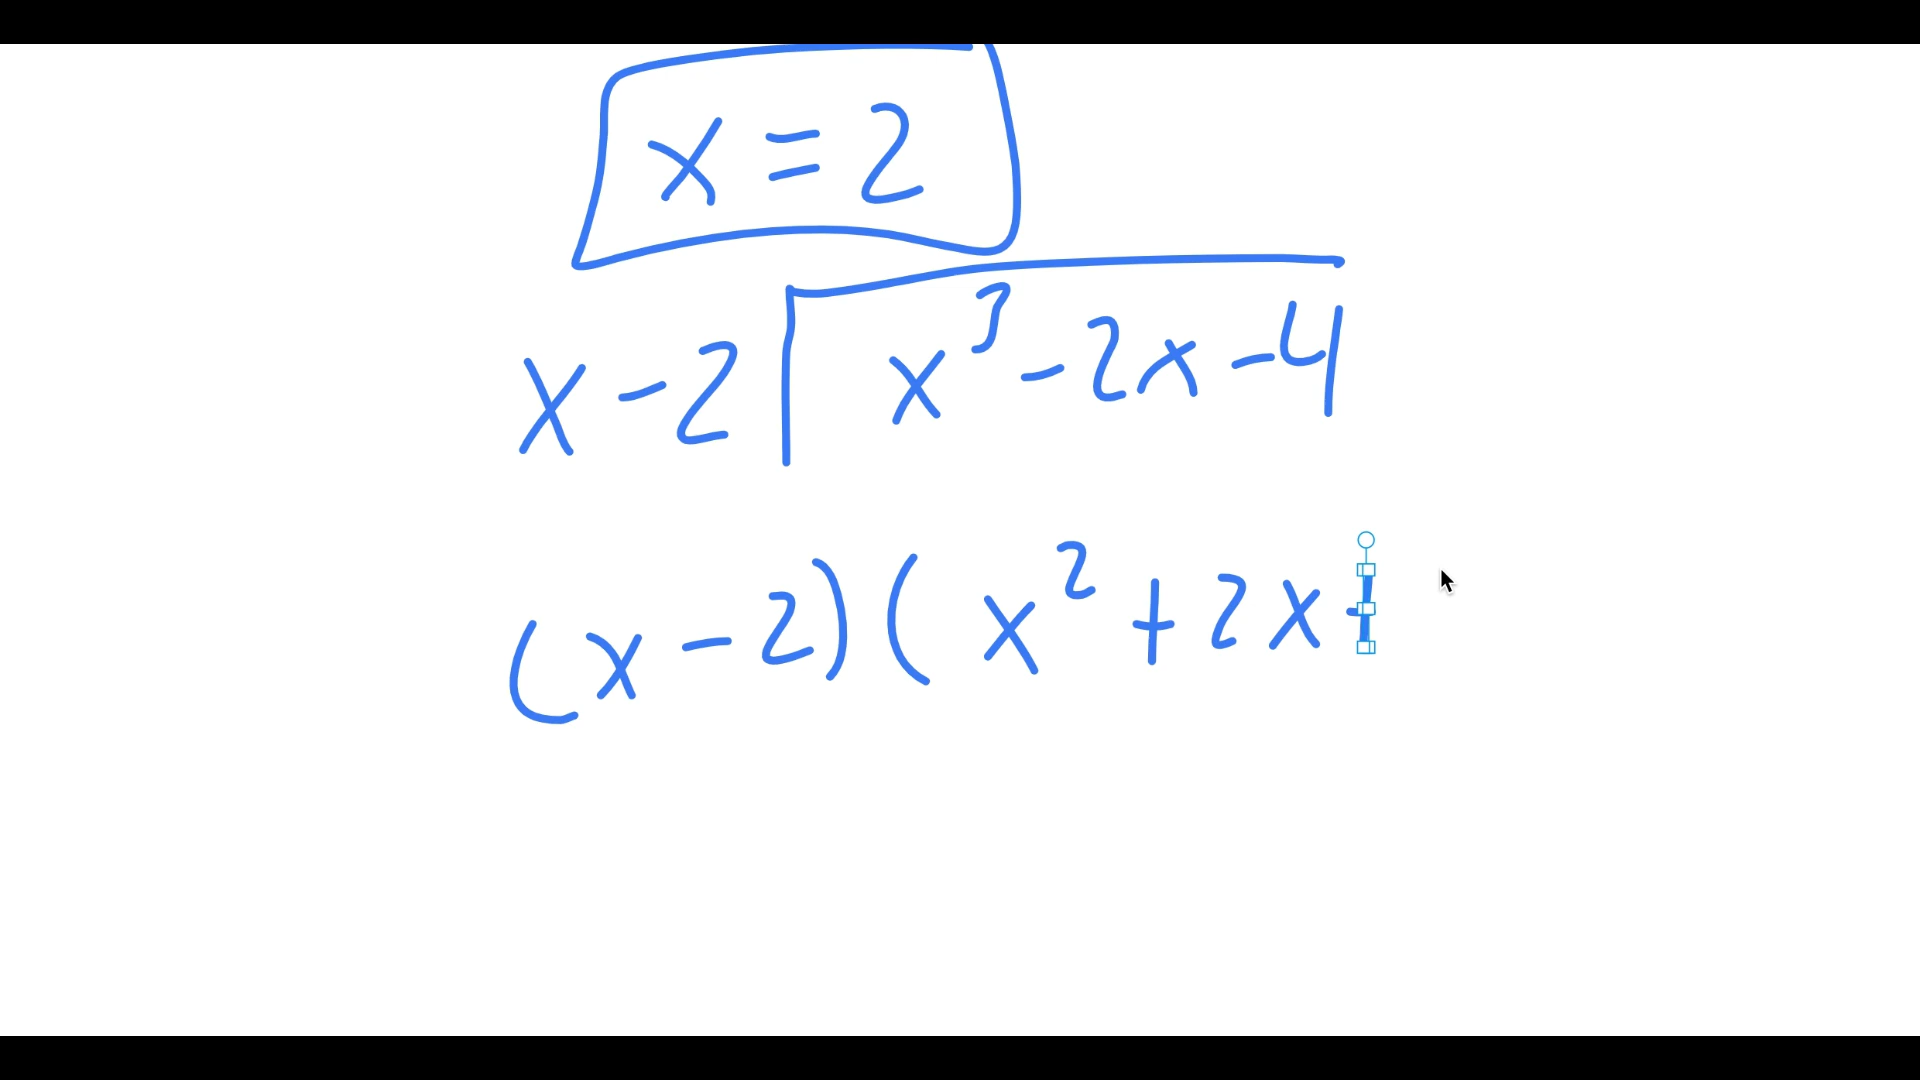 x = 2
x - 2 | x³ - 2x - 4
(x - 2)(x² + 2x +